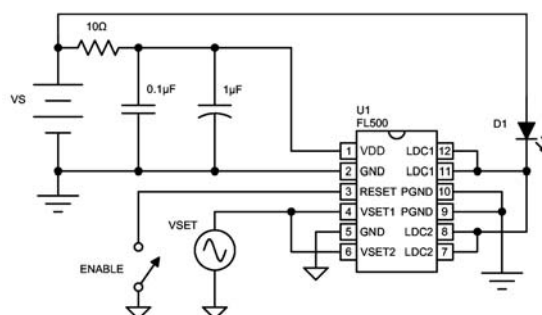 10Ω
VS
0.1µF
1µF
U1
FL500
D1
1 VDD LDC1 12
2 GND LDC1 11
3 RESET PGND 10
4 VSET1 PGND 9
5 GND LDC2 8
6 VSET2 LDC2 7
VSET
ENABLE